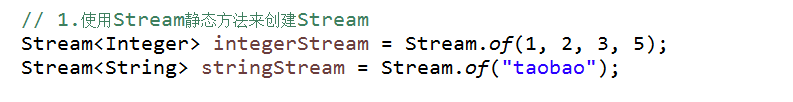 // 1.使用Stream静态方法来创建Stream
Stream<Integer> integerStream = Stream.of(1, 2, 3, 5);
Stream<String> stringStream = Stream.of("taobao");